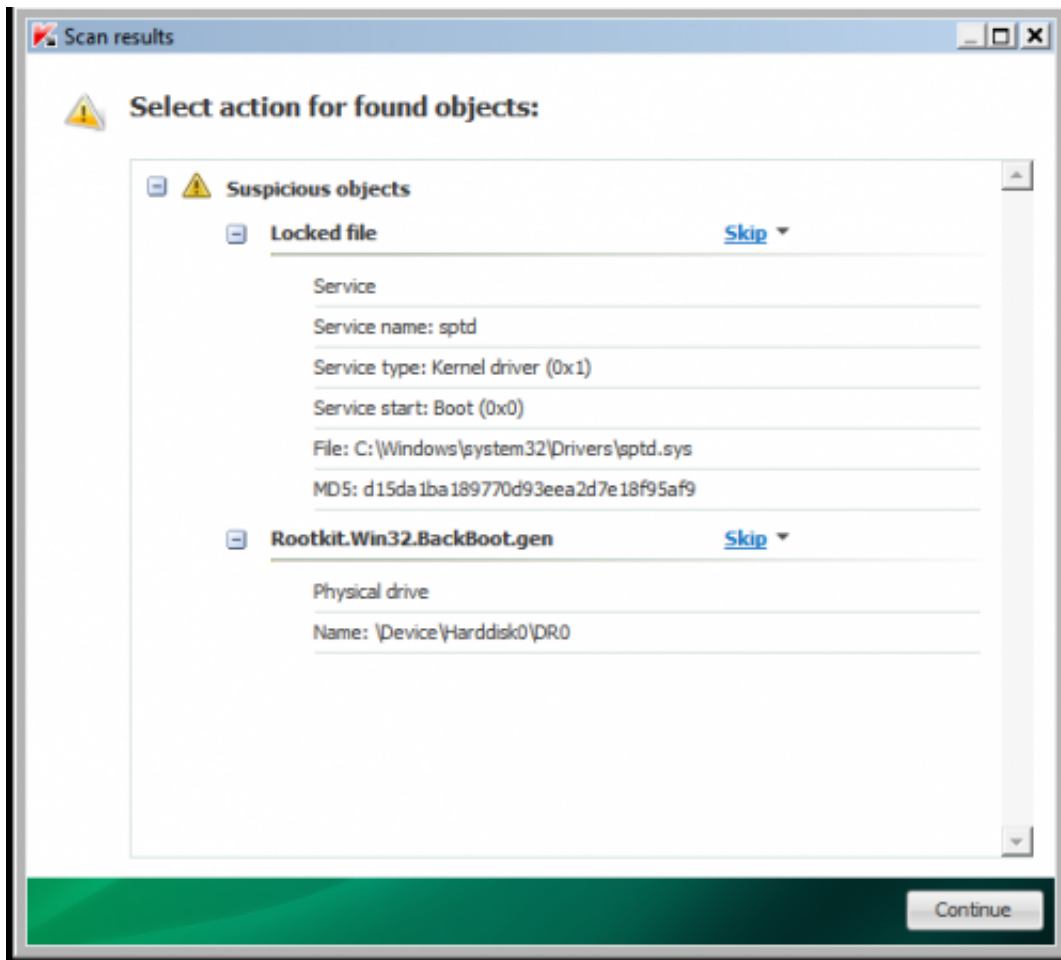 Scan results
Select action for found objects:
Suspicious objects
Locked file Skip
Service
Service name: sptd
Service type: Kernel driver (0x1)
Service start: Boot (0x0)
File: C:\Windows\system32\Drivers\sptd.sys
MD5: d15da1ba189770d93eea2d7e18f95af9
Rootkit.Win32.BackBoot.gen Skip
Physical drive
Name: \Device\Harddisk0\DR0
Continue